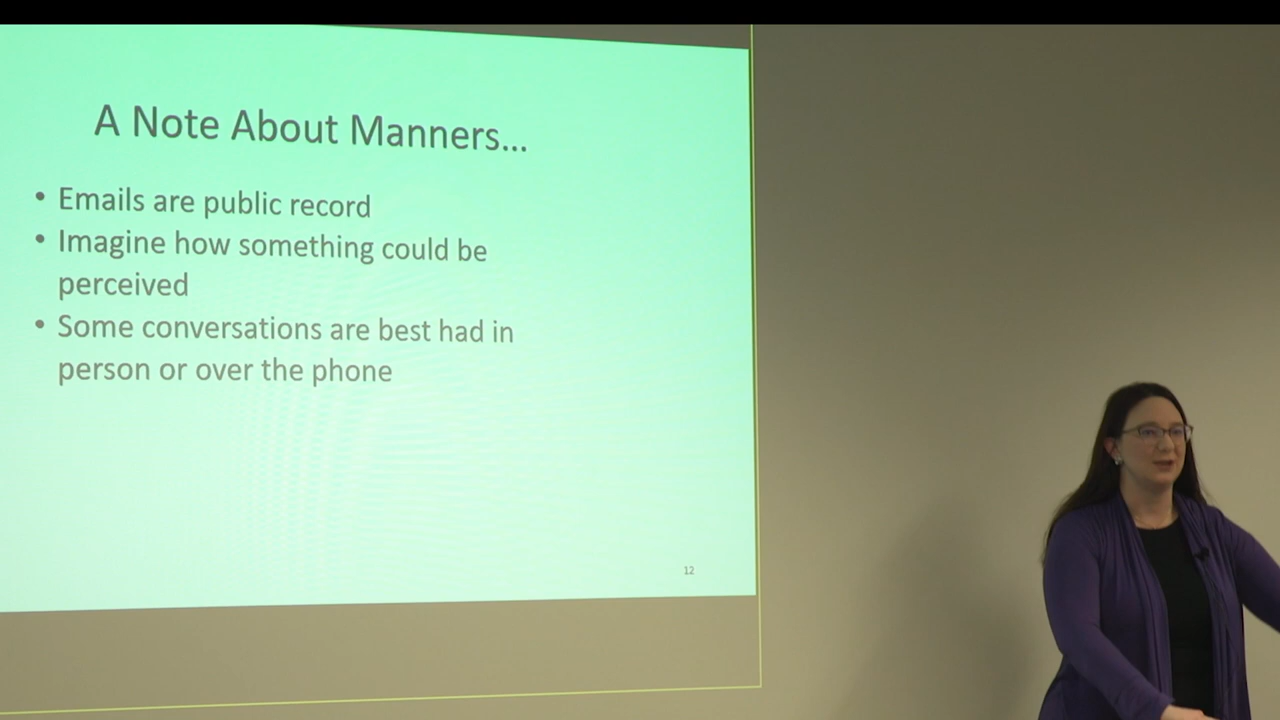 A Note About Manners...
• Emails are public record
• Imagine how something could be
perceived
• Some conversations are best had in
person or over the phone
12